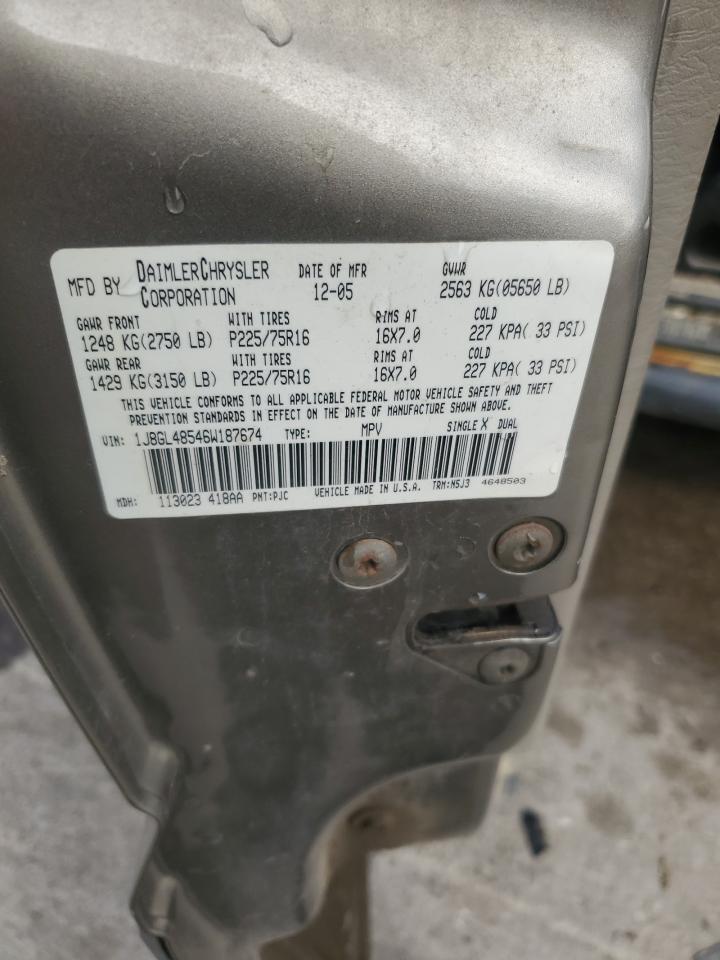 MFD BY DAIMLERCHRYSLER CORPORATION DATE OF MFR 12-05 GVWR 2563 KG(05650 LB)
GAWR FRONT WITH TIRES RIMS AT COLD
1248 KG(2750 LB) P225/75R16 16X7.0 227 KPA( 33 PSI)
GAWR REAR WITH TIRES RIMS AT COLD
1429 KG(3150 LB) P225/75R16 16X7.0 227 KPA( 33 PSI)
THIS VEHICLE CONFORMS TO ALL APPLICABLE FEDERAL MOTOR VEHICLE SAFETY AND THEFT
PREVENTION STANDARDS IN EFFECT ON THE DATE OF MANUFACTURE SHOWN ABOVE.
VIN: 1J8GL48546W187674 TYPE: MPV SINGLE X DUAL
MDH: 113023 418AA PNT:PJC VEHICLE MADE IN U.S.A. TRM:N5J3 4648503